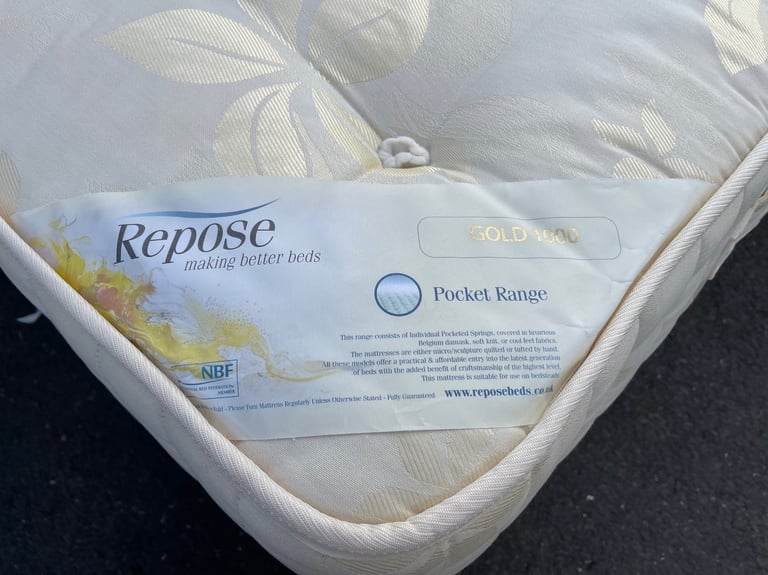 Repose
making better beds
GOLD 1000
Pocket Range
This range consists of Individual Pocketed Springs, covered in luxurious
Belgium damask, soft knit, or cool feel fabrics.
The mattresses are either micro/sculpture quilted or tufted by hand.
All these models offer a practical & affordable entry into the latest generation
of beds with the added benefit of craftsmanship of the highest level.
This mattress is suitable for use on bedsteads
NBF
BED FEDERATION
MEMBER
- Please Turn Mattress Regularly Unless Otherwise Stated - Fully Guaranteed
www.reposebeds.co